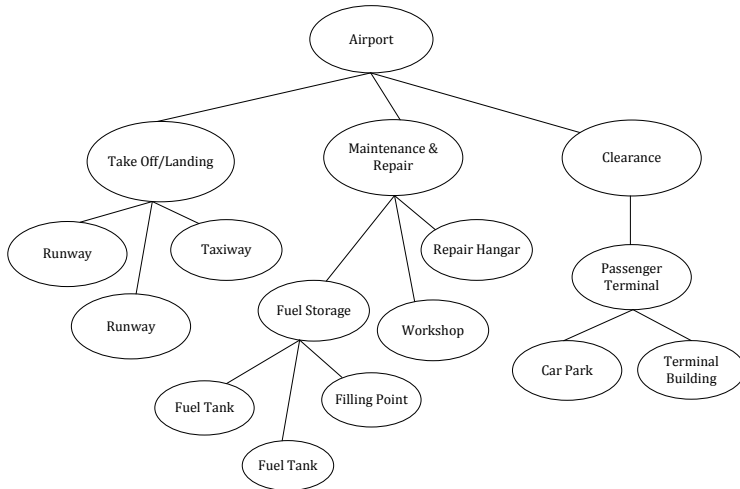 Airport
Take Off/Landing
Maintenance &
Repair
Clearance
Runway
Taxiway
Repair Hangar
Passenger
Terminal
Fuel Storage
Runway
Workshop
Car Park
Terminal
Building
Fuel Tank
Filling Point
Fuel Tank